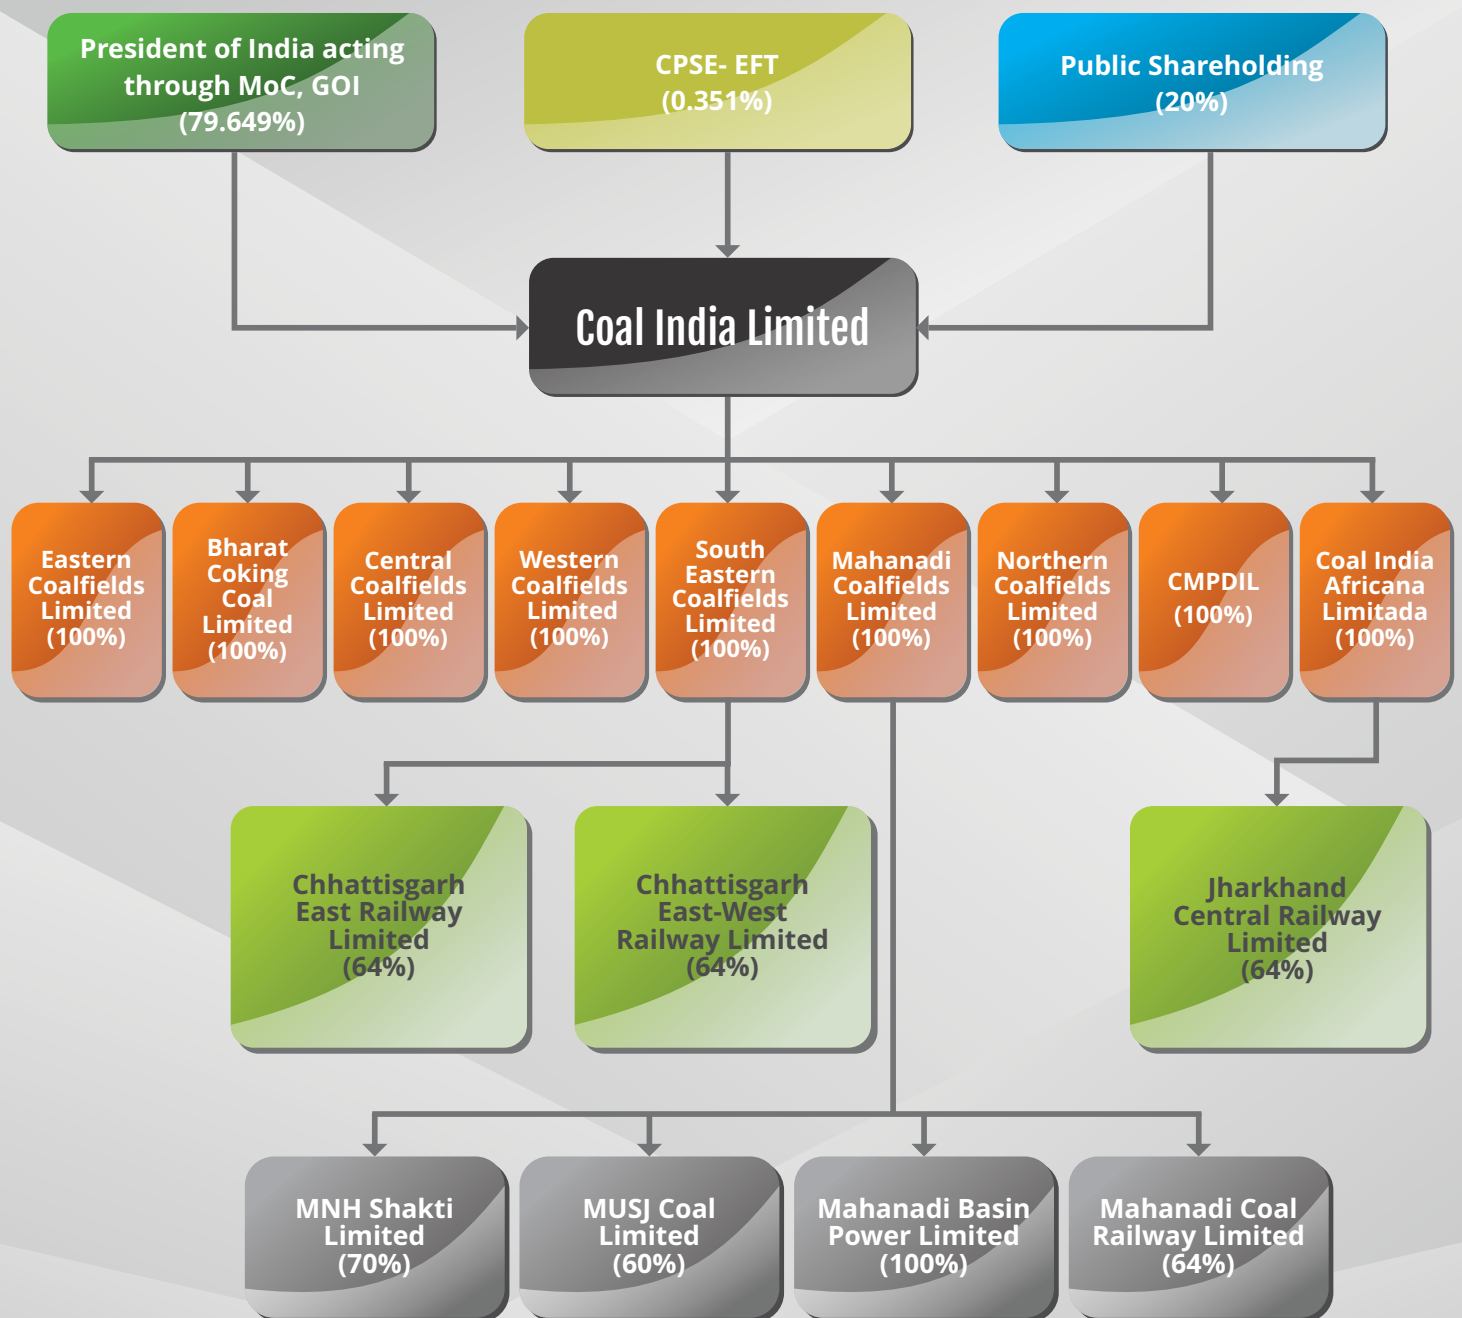 President of India acting
through MoC, GOI
(79.649%)
CPSE- EFT
(0.351%)
Public Shareholding
(20%)
Coal India Limited
Eastern
Coalfields
Limited
(100%)
Bharat
Coking
Coal
Limited
(100%)
Central
Coalfields
Limited
(100%)
Western
Coalfields
Limited
(100%)
South
Eastern
Coalfields
Limited
(100%)
Mahanadi
Coalfields
Limited
(100%)
Northern
Coalfields
Limited
(100%)
CMPDIL
(100%)
Coal India
Africana
Limitada
(100%)
Chhattisgarh
East Railway
Limited
(64%)
Chhattisgarh
East-West
Railway Limited
(64%)
Jharkhand
Central Railway
Limited
(64%)
MNH Shakti
Limited
(70%)
MUSJ Coal
Limited
(60%)
Mahanadi Basin
Power Limited
(100%)
Mahanadi Coal
Railway Limited
(64%)